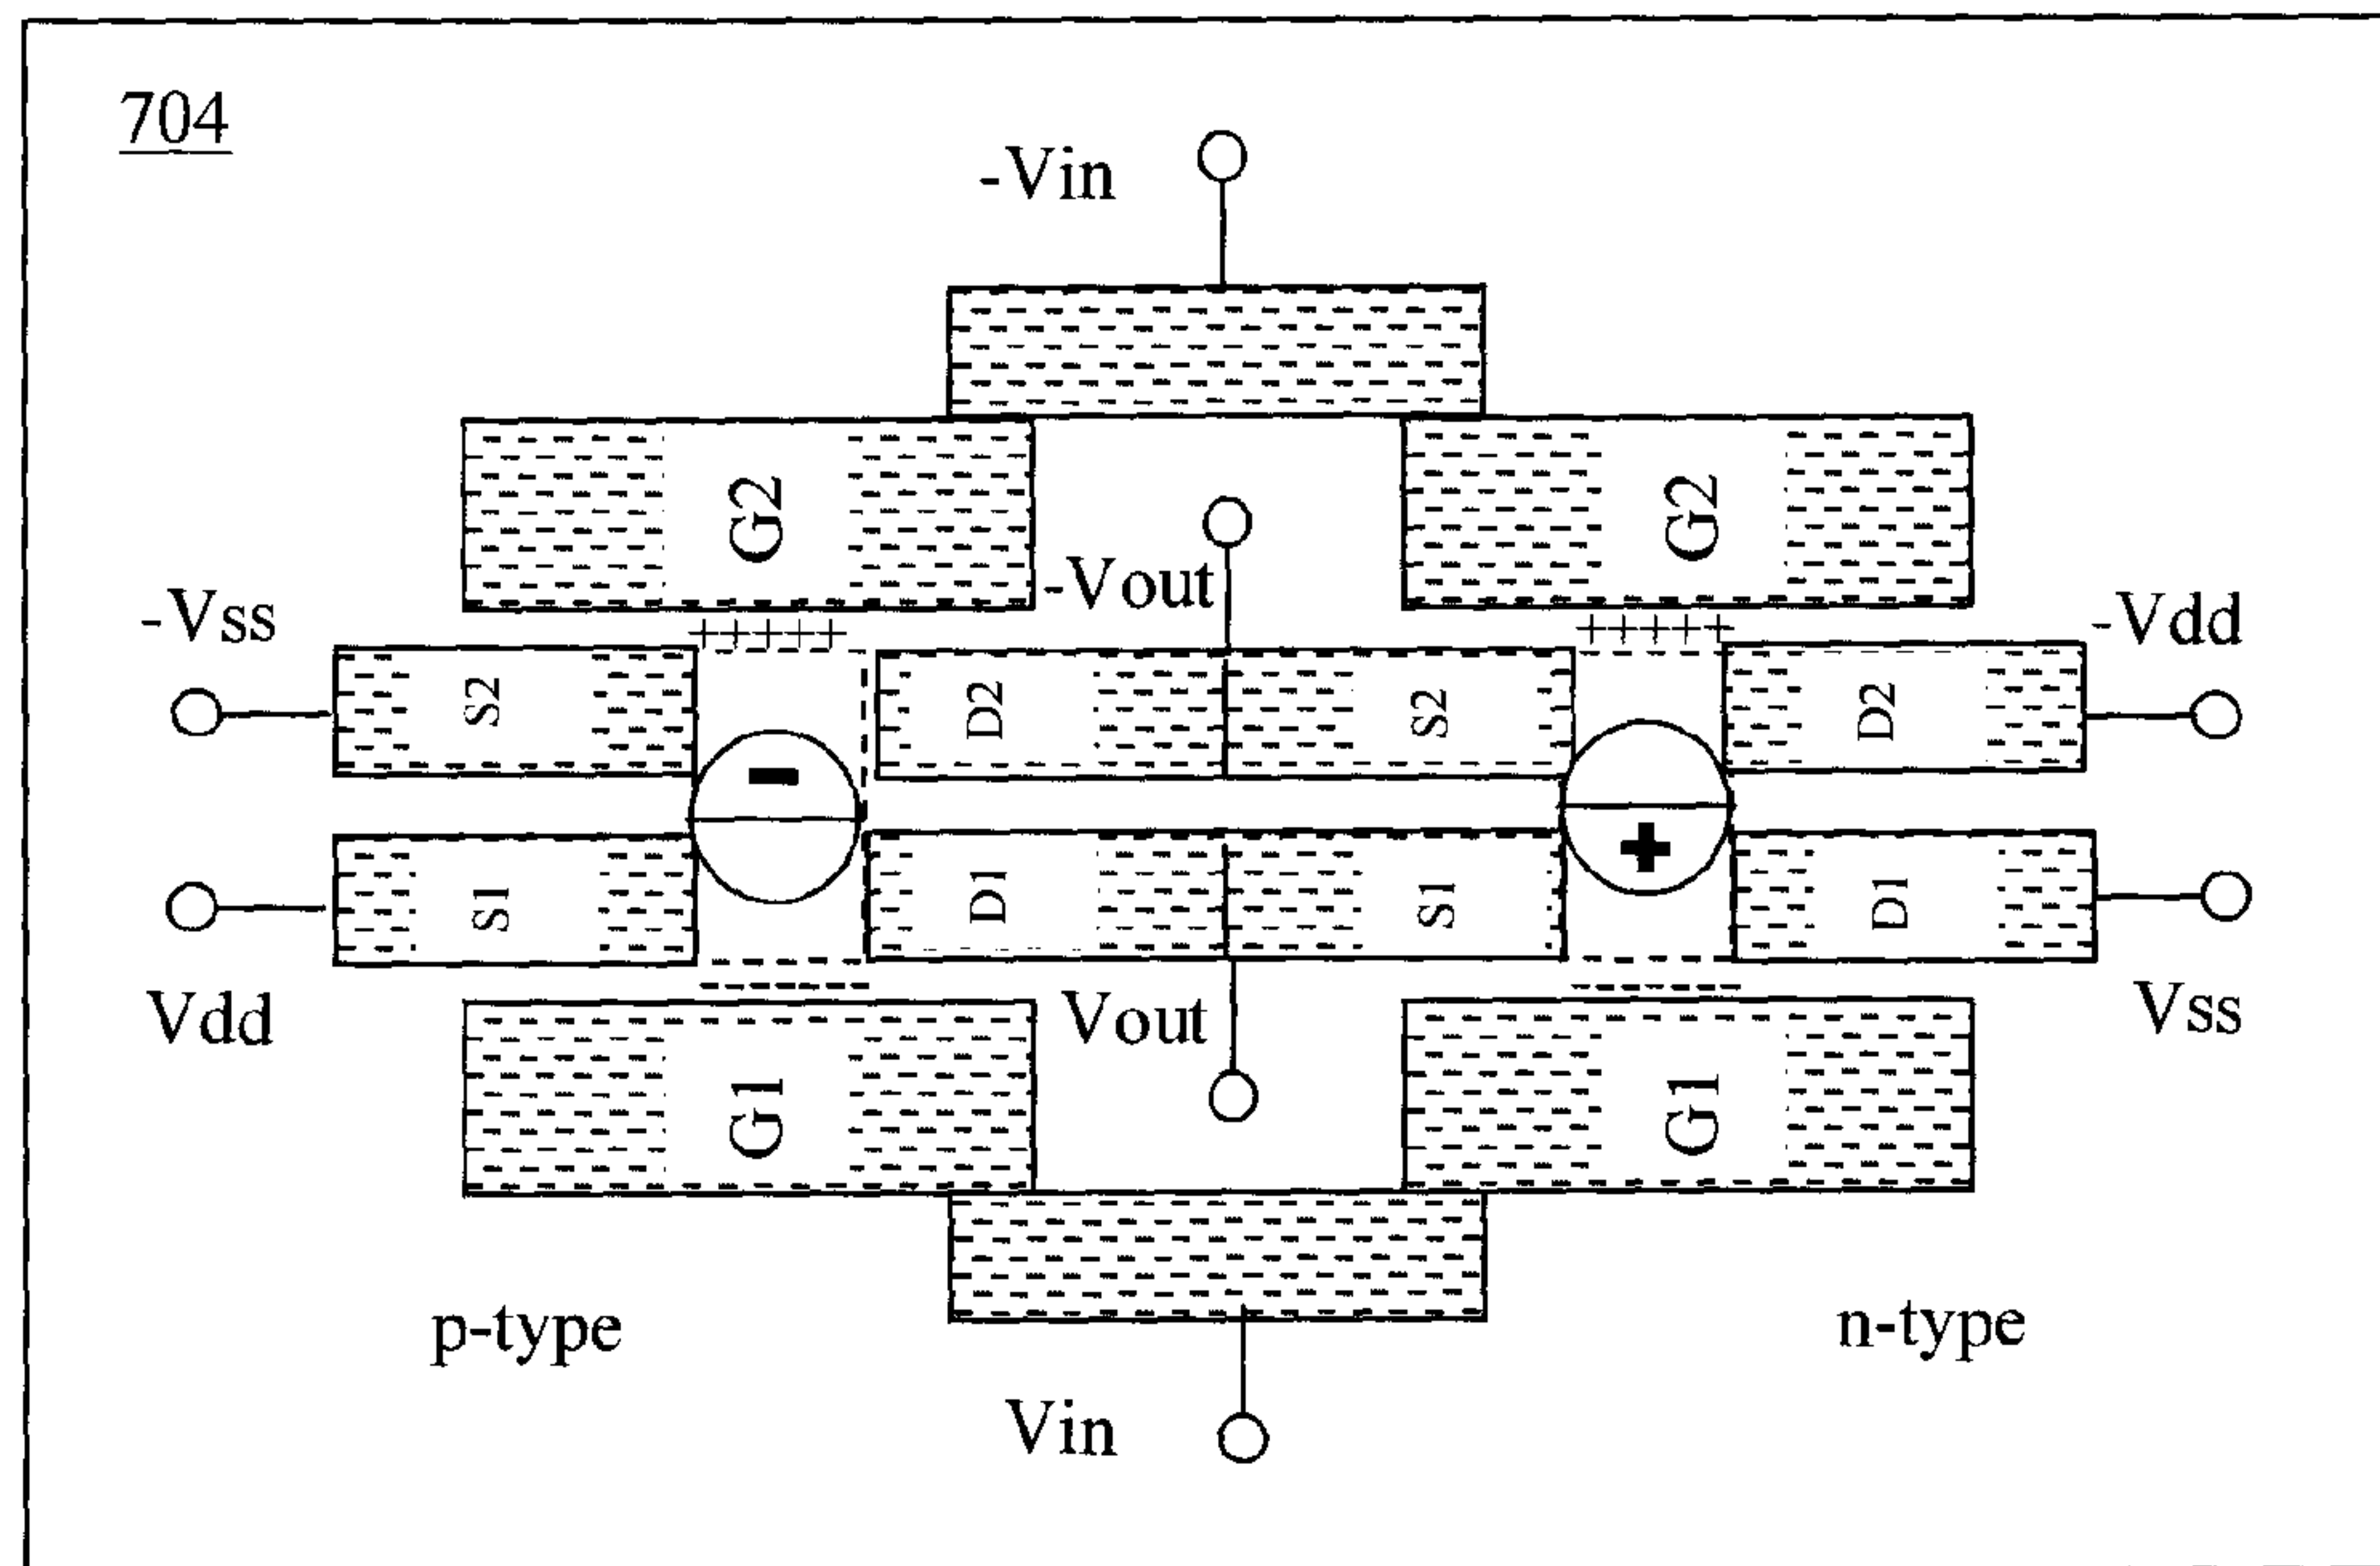 704
-Vin
G2 G2
-Vout
-Vss -Vdd
S2 D2 S2 D2
-
+
S1 D1 S1 D1
Vdd Vout Vss
G1 G1
p-type n-type
Vin